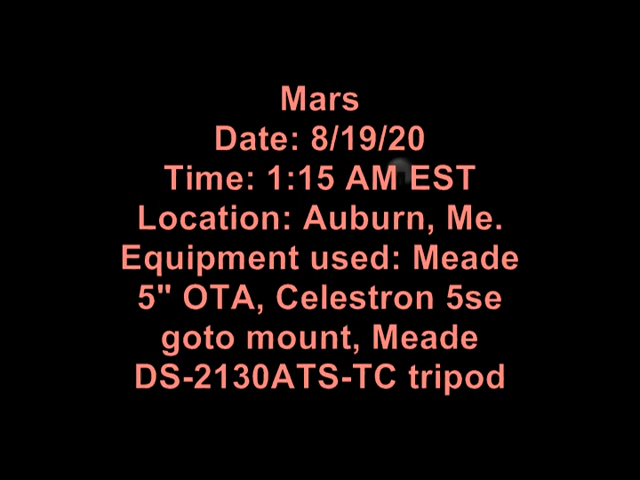 Mars
Date: 8/19/20
Time: 1:15 AM EST
Location: Auburn, Me.
Equipment used: Meade
5" OTA, Celestron 5se
goto mount, Meade
DS-2130ATS-TC tripod